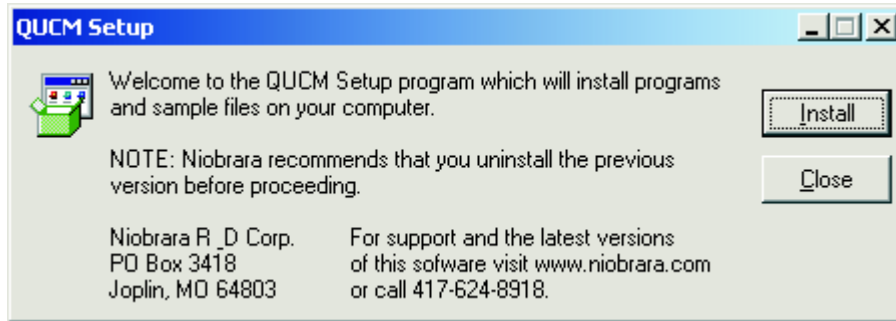 QUCM Setup
Welcome to the QUCM Setup program which will install programs
and sample files on your computer.
Install
NOTE: Niobrara recommends that you uninstall the previous
version before proceeding.
Close
Niobrara R _D Corp.
PO Box 3418
Joplin, MO 64803
For support and the latest versions
of this sofware visit www.niobrara.com
or call 417-624-8918.